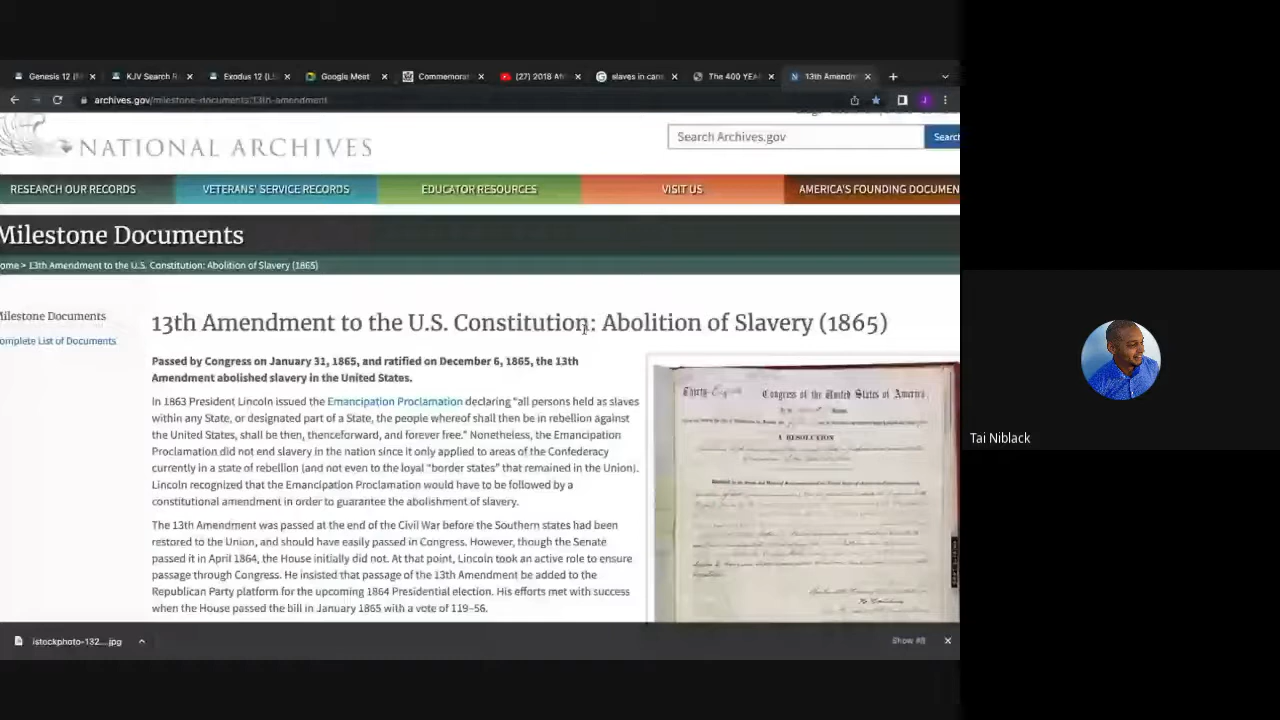 Genesis 12 (
KJV Search R
Exodus 12 (L
Google Meet
Commemorat
(27) 2018 Af
slaves in can
The 400 YEA
13th Amendm
archives.gov/milestone-documents/13th-amendment
NATIONAL ARCHIVES
Search Archives.gov
Search
RESEARCH OUR RECORDS
VETERANS' SERVICE RECORDS
EDUCATOR RESOURCES
VISIT US
AMERICA'S FOUNDING DOCUMEN
Milestone Documents
ome > 13th Amendment to the U.S. Constitution: Abolition of Slavery (1865)
Milestone Documents
omplete List of Documents
13th Amendment to the U.S. Constitution: Abolition of Slavery (1865)
Passed by Congress on January 31, 1865, and ratified on December 6, 1865, the 13th
Amendment abolished slavery in the United States.
In 1863 President Lincoln issued the Emancipation Proclamation declaring "all persons held as slaves
within any State, or designated part of a State, the people whereof shall then be in rebellion against
the United States, shall be then, thenceforward, and forever free." Nonetheless, the Emancipation
Proclamation did not end slavery in the nation since it only applied to areas of the Confederacy
currently in a state of rebellion (and not even to the loyal "border states" that remained in the Union).
Lincoln recognized that the Emancipation Proclamation would have to be followed by a
constitutional amendment in order to guarantee the abolishment of slavery.
The 13th Amendment was passed at the end of the Civil War before the Southern states had been
restored to the Union, and should have easily passed in Congress. However, though the Senate
passed it in April 1864, the House initially did not. At that point, Lincoln took an active role to ensure
passage through Congress. He insisted that passage of the 13th Amendment be added to the
Republican Party platform for the upcoming 1864 Presidential election. His efforts met with success
when the House passed the bill in January 1865 with a vote of 119–56.
Thirty-Eighth Congress of the United States of America
A RESOLUTION
istockphoto-132....jpg
Show All
Tai Niblack